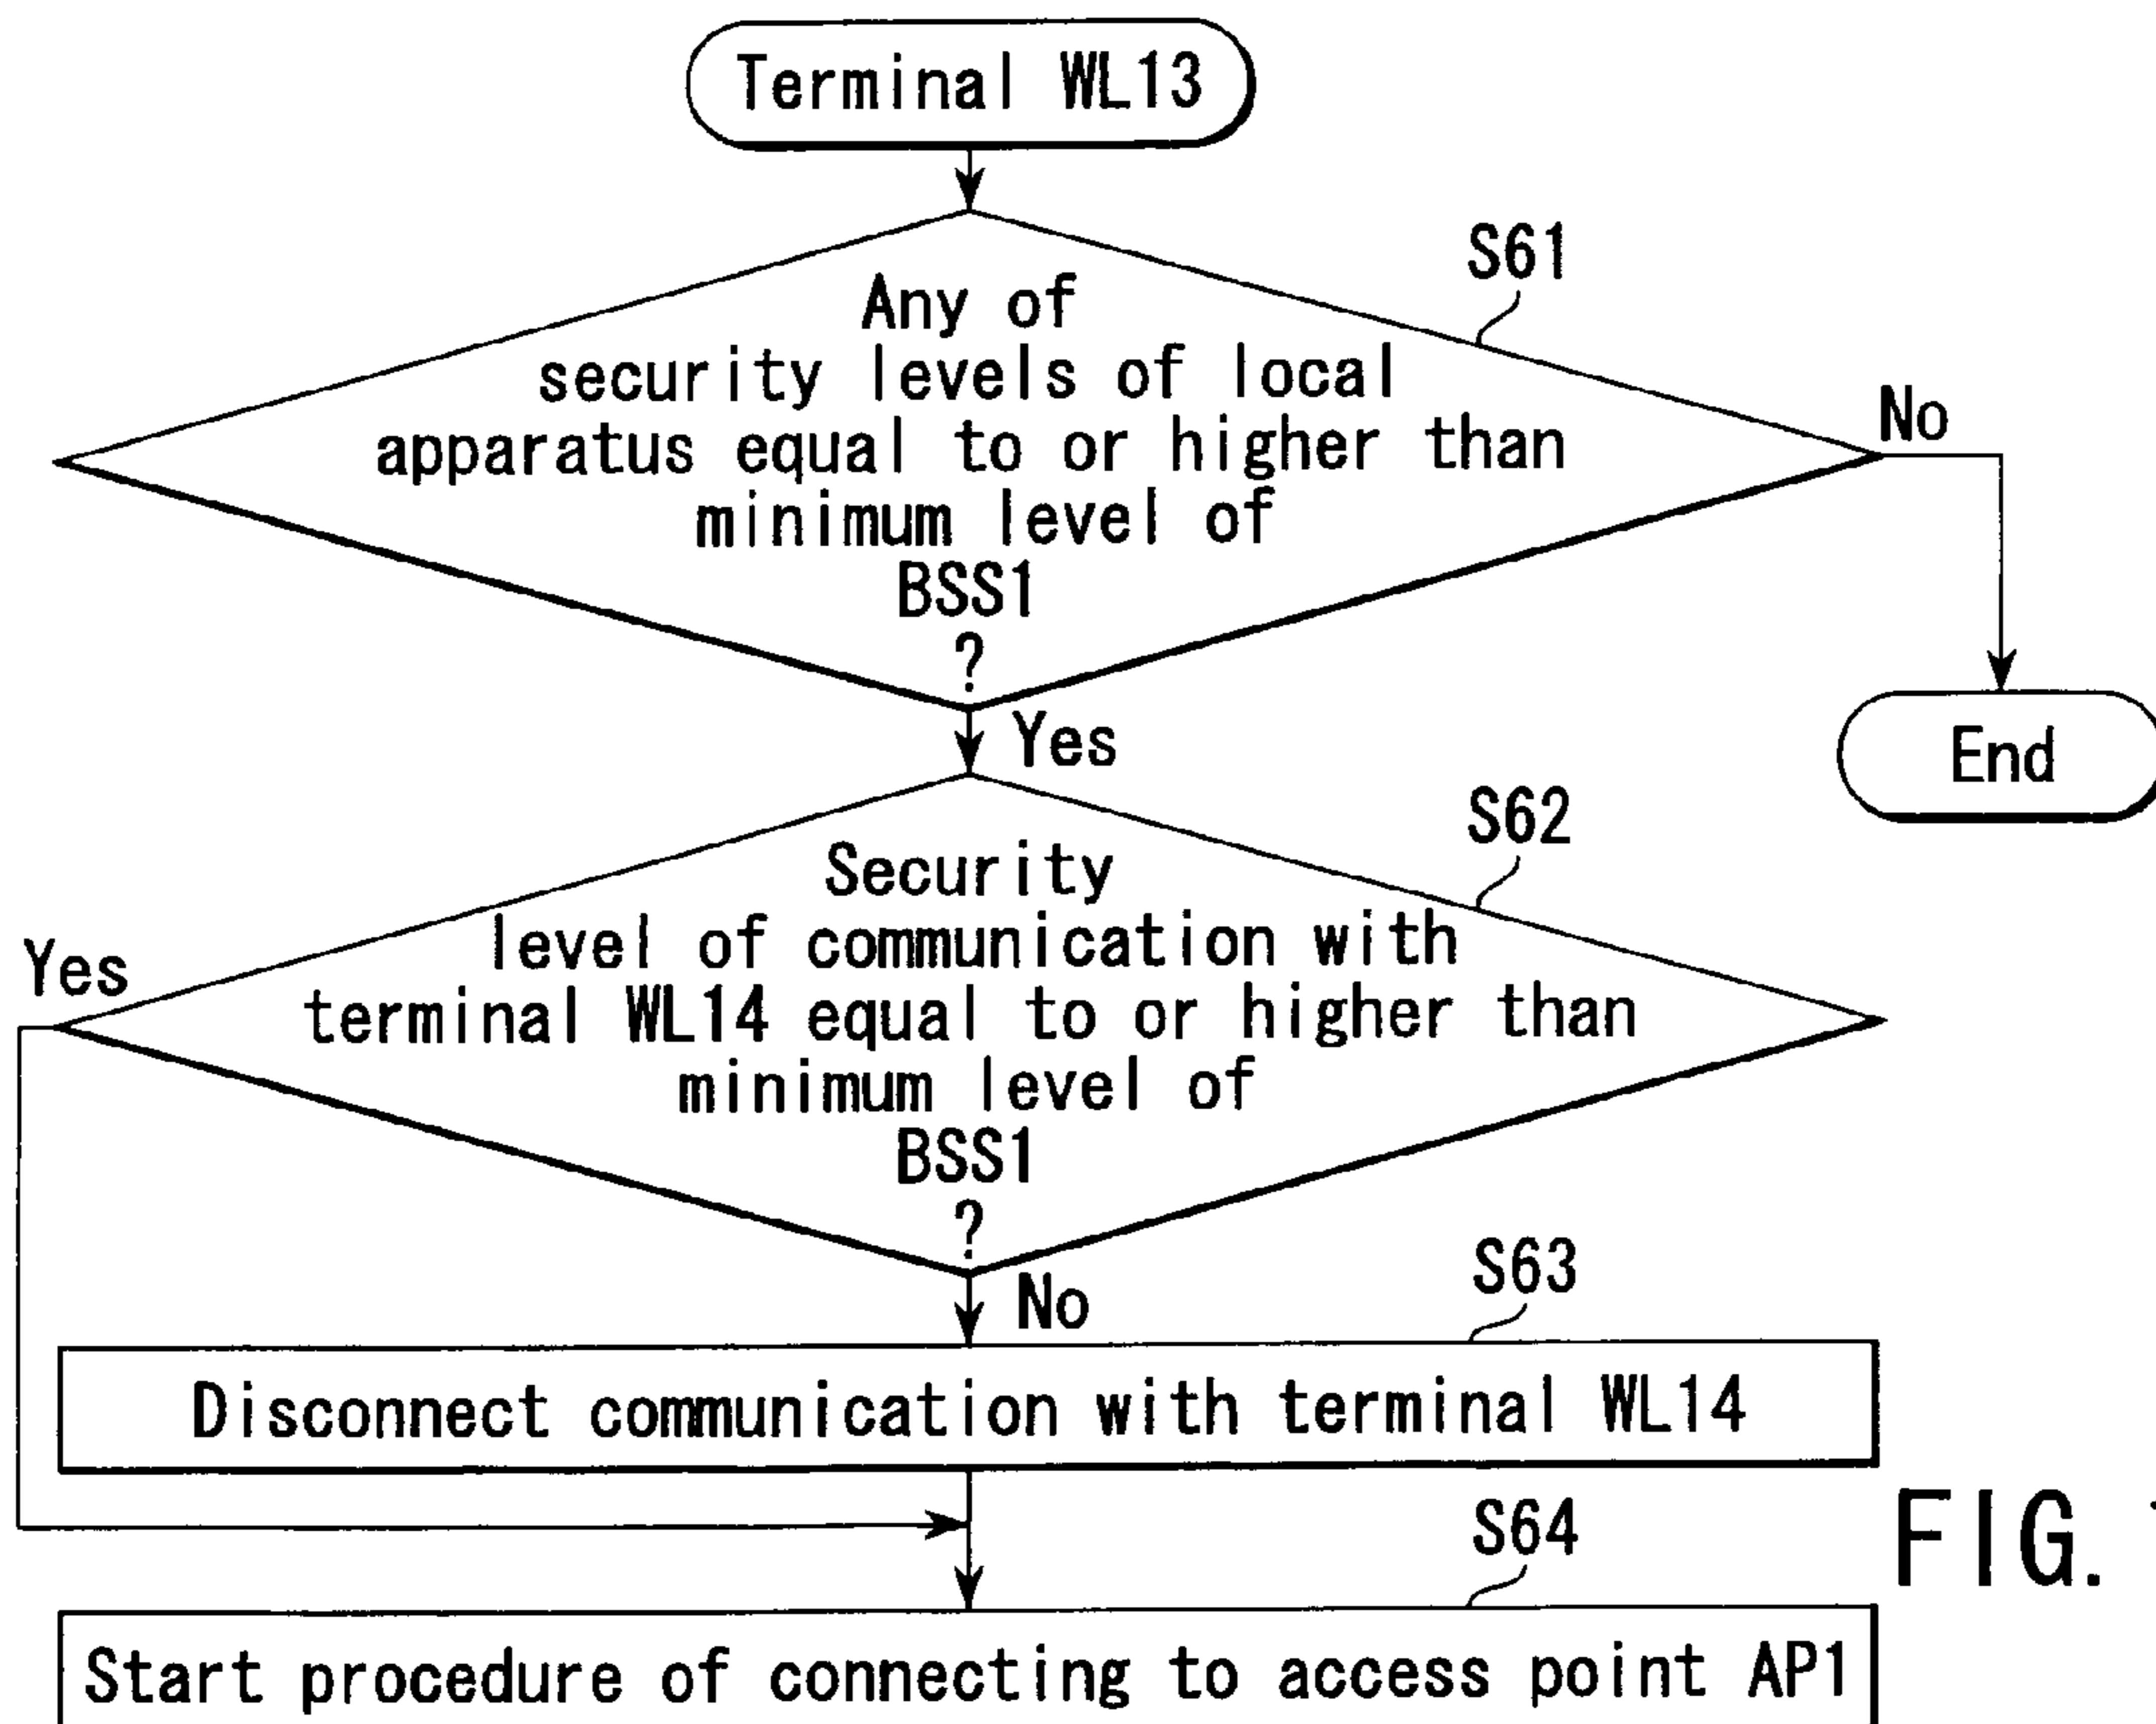 Terminal WL13
S61
Any of
security levels of local
apparatus equal to or higher than
minimum level of
BSS1
?
No
End
Yes
S62
Security
level of communication with
terminal WL14 equal to or higher than
minimum level of
BSS1
?
Yes
No
S63
Disconnect communication with terminal WL14
S64
Start procedure of connecting to access point AP1
FIG.